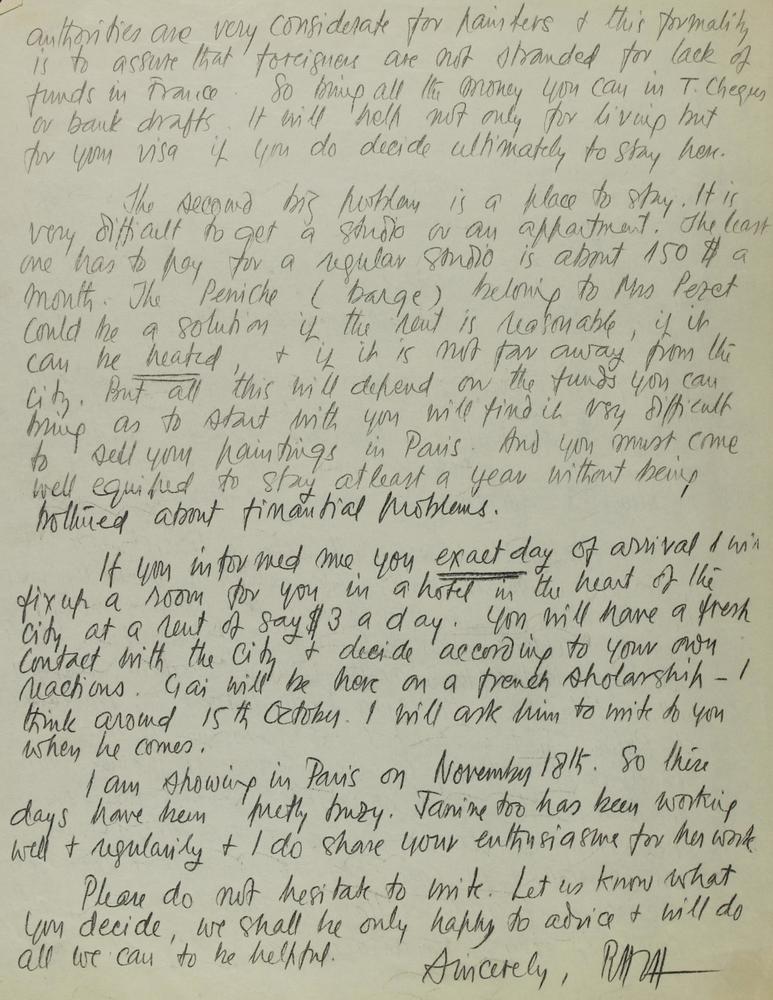 authorities are very considerate for painters & this formality
is to assure that foreigners are not stranded for lack of
funds in France. So bring all the money you can in T. Cheques
or bank drafts. It will help not only for living but
for your visa if you do decide ultimately to stay here.
The second big problem is a place to stay. It is
very difficult to get a studio or an appartment. The least
one has to pay for a regular studio is about 150 $ a
month. The Peniche (barge) belonging to Mrs Pezet
could be a solution if the rent is reasonable, if it
can be heated, & if it is not far away from the
city. But all this will depend on the funds you can
bring as to start with you will find it very difficult
to sell your paintings in Paris. And you must come
well equiped to stay atleast a year without being
bothered about finantial problems.
If you informed me you exact day of arrival I will
fix up a room for you in a hotel in the heart of the
city at a rent of say $3 a day. You will have a fresh
contact with the City & decide according to your own
reactions. Gai will be here on a french sholarship – I
think around 15th October. I will ask him to write to you
when he comes.
I am showing in Paris on November 18th. So these
days have been pretty buzy. Janine too has been working
well & regularily & I do share your enthusiasme for her work
Please do not hesitate to write. Let us know what
you decide, we shall be only happy to advice & will do
all we can to be helpful.
Sincerely,